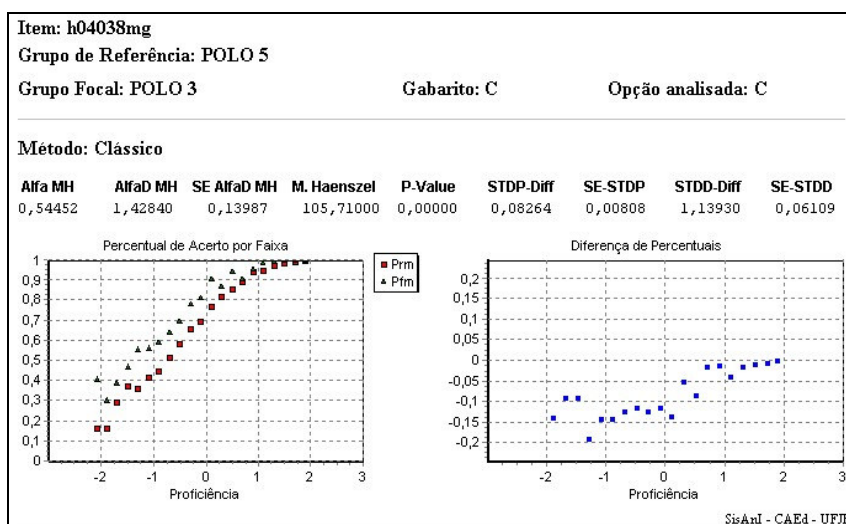 Item: h04038mg
Grupo de Referência: POLO 5
Grupo Focal: POLO 3 Gabarito: C Opção analisada: C
Método: Clássico
Alfa MH AlfaD MH SE AlfaD MH M. Haenszel P-Value STDP-Diff SE-STDP STDD-Diff SE-STDD
0,54452 1,42840 0,13987 105,71000 0,00000 0,08264 0,00808 1,13930 0,06109
Percentual de Acerto por Faixa
1
0,9
0,8
0,7
0,6
0,5
0,4
0,3
0,2
0,1
0
-2 -1 0 1 2 3
Proficiência
Prm
Pfm
Diferença de Percentuais
0,2
0,15
0,1
0,05
0
-0,05
-0,1
-0,15
-0,2
-3 -2 -1 0 1 2 3
Proficiência
SisAnI - CAEd - UFJF